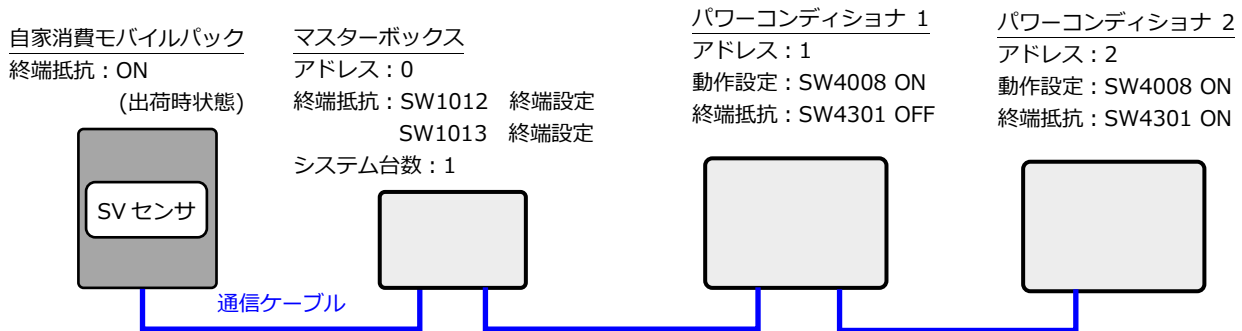 自家消費モバイルパック
終端抵抗：ON
(出荷時状態)
SV センサ
マスターボックス
アドレス：0
終端抵抗：SW1012　終端設定
SW1013　終端設定
システム台数：1
パワーコンディショナ 1
アドレス：1
動作設定：SW4008 ON
終端抵抗：SW4301 OFF
パワーコンディショナ 2
アドレス：2
動作設定：SW4008 ON
終端抵抗：SW4301 ON
通信ケーブル